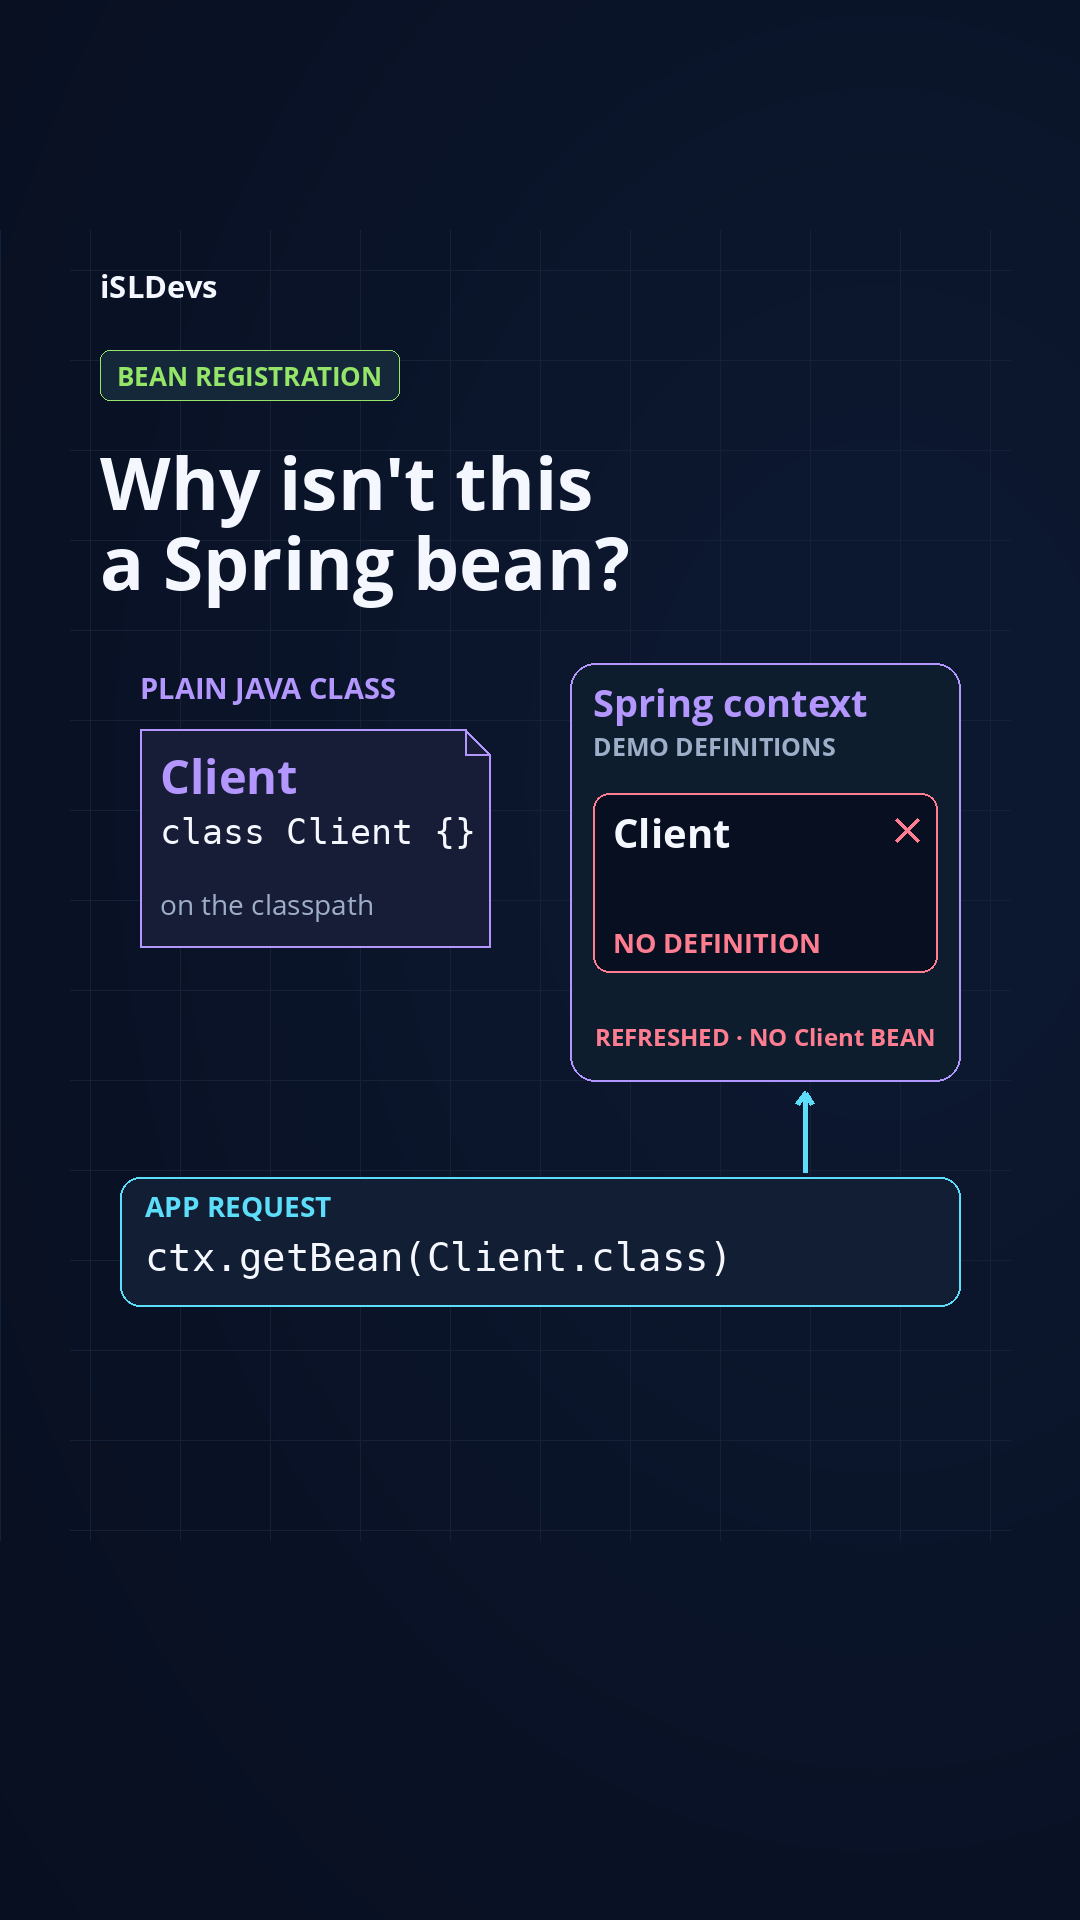 iSLDevs
BEAN REGISTRATION
Why isn't this
a Spring bean?
PLAIN JAVA CLASS
Client
class Client {}
on the classpath
Spring context
DEMO DEFINITIONS
Client
NO DEFINITION
REFRESHED · NO Client BEAN
APP REQUEST
ctx.getBean(Client.class)